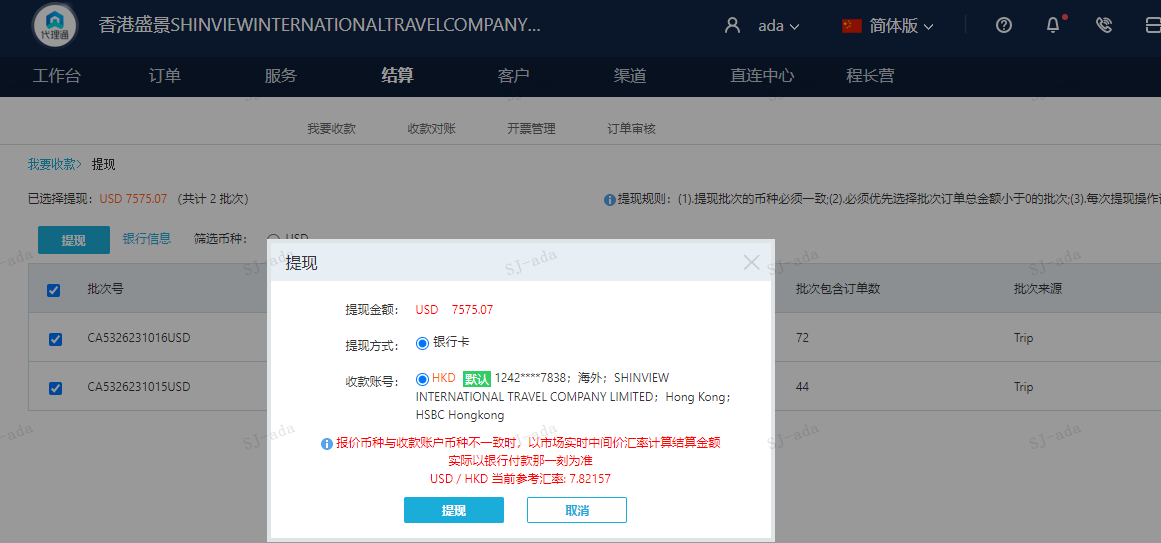 代理通
香港盛景SHINVIEWINTERNATIONALTRAVELCOMPANY...
ada
简体版
工作台
订单
服务
结算
客户
渠道
直连中心
程长营
我要收款
收款对账
开票管理
订单审核
我要收款> 提现
已选择提现: USD 7575.07 (共计 2 批次)
提现规则: (1).提现批次的币种必须一致;(2).必须优先选择批次订单总金额小于0的批次;(3).每次提现操作
提现
银行信息
筛选币种:
USD
批次号
批次包含订单数
批次来源
CA5326231016USD
72
Trip
CA5326231015USD
44
Trip
提现
提现金额: USD 7575.07
提现方式: 银行卡
收款账号: HKD 默认 1242****7838; 海外; SHINVIEW
INTERNATIONAL TRAVEL COMPANY LIMITED; Hong Kong;
HSBC Hongkong
报价币种与收款账户币种不一致时，以市场实时中间价汇率计算结算金额
实际以银行付款那一刻为准
USD / HKD 当前参考汇率: 7.82157
提现
取消
SJ-ada
SJ-ada
SJ-ada
SJ-ada
SJ-ada
SJ-ada
SJ-ada